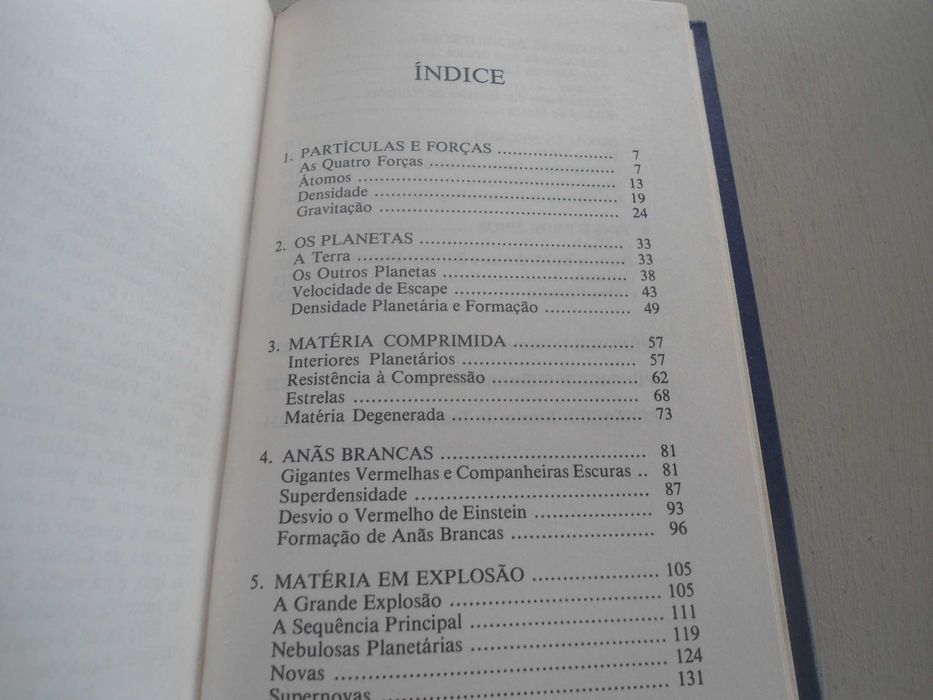 ÍNDICE
1. PARTÍCULAS E FORÇAS ........................ 7
As Quatro Forças ........................ 7
Átomos ........................ 13
Densidade ........................ 19
Gravitação ........................ 24
2. OS PLANETAS ........................ 33
A Terra ........................ 33
Os Outros Planetas ........................ 38
Velocidade de Escape ........................ 43
Densidade Planetária e Formação ................ 49
3. MATÉRIA COMPRIMIDA ........................ 57
Interiores Planetários ........................ 57
Resistência à Compressão ........................ 62
Estrelas ........................ 68
Matéria Degenerada ........................ 73
4. ANÃS BRANCAS ........................ 81
Gigantes Vermelhas e Companheiras Escuras .. 81
Superdensidade ........................ 87
Desvio o Vermelho de Einstein ................ 93
Formação de Anãs Brancas ........................ 96
5. MATÉRIA EM EXPLOSÃO ................ 105
A Grande Explosão ........................ 105
A Sequência Principal ........................ 111
Nebulosas Planetárias ........................ 119
Novas ........................ 124
Supernovas ........................ 131